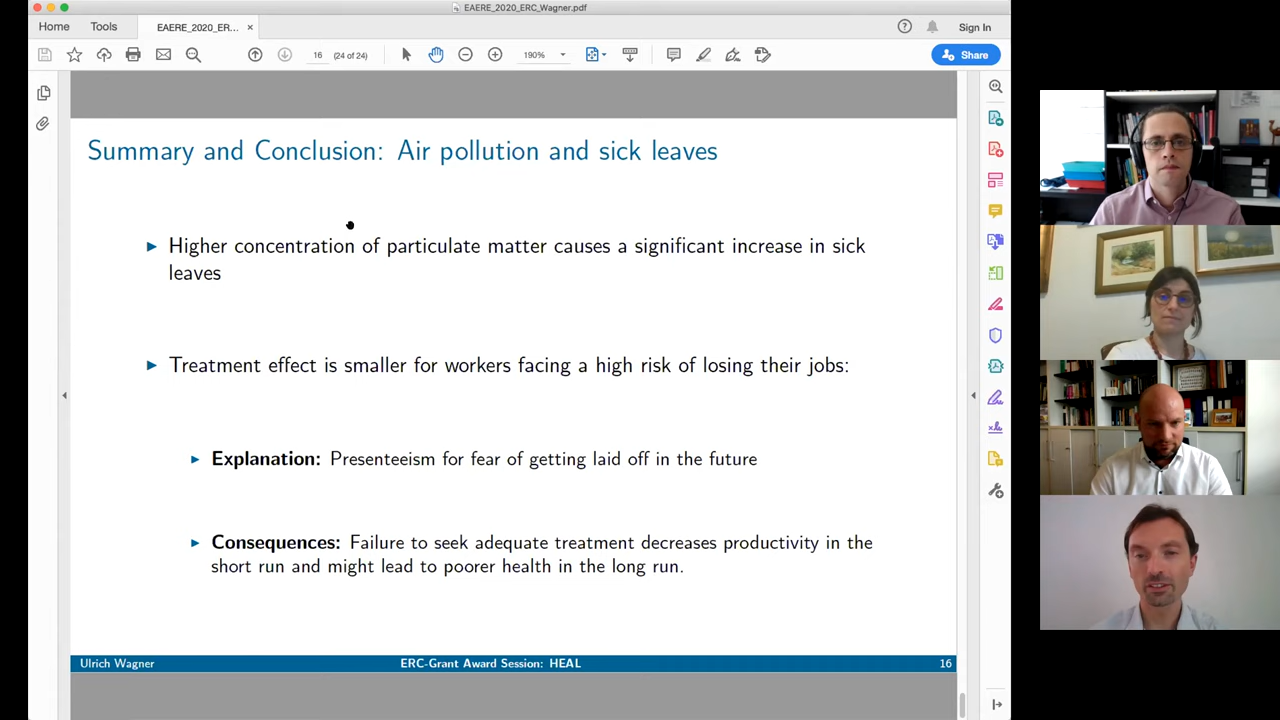 EAERE_2020_ERC_Wagner.pdf
Home Tools EAERE_2020_ER... × Sign In
16 (24 of 24) 190% Share
Summary and Conclusion: Air pollution and sick leaves
Higher concentration of particulate matter causes a significant increase in sick
leaves
Treatment effect is smaller for workers facing a high risk of losing their jobs:
Explanation: Presenteeism for fear of getting laid off in the future
Consequences: Failure to seek adequate treatment decreases productivity in the
short run and might lead to poorer health in the long run.
Ulrich Wagner ERC-Grant Award Session: HEAL 16